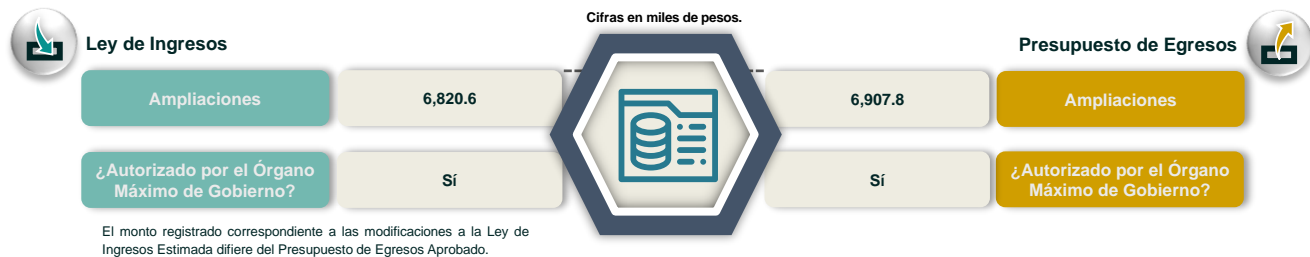 Cifras en miles de pesos.
Ley de Ingresos
Presupuesto de Egresos
Ampliaciones
6,820.6
6,907.8
Ampliaciones
¿Autorizado por el Órgano
Máximo de Gobierno?
Sí
Sí
¿Autorizado por el Órgano
Máximo de Gobierno?
El monto registrado correspondiente a las modificaciones a la Ley de
Ingresos Estimada difiere del Presupuesto de Egresos Aprobado.